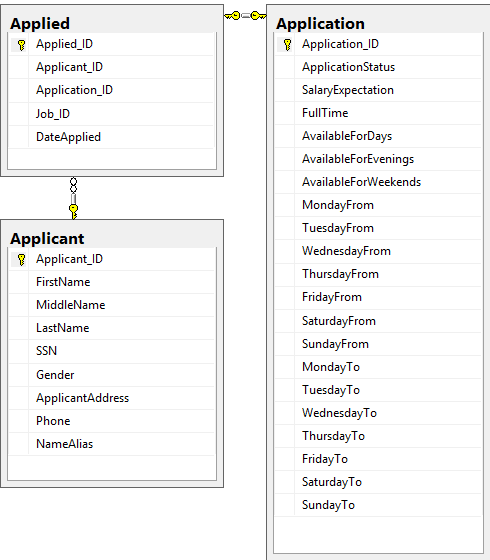 Applied
Applied_ID
Applicant_ID
Application_ID
Job_ID
DateApplied
Applicant
Applicant_ID
FirstName
MiddleName
LastName
SSN
Gender
ApplicantAddress
Phone
NameAlias
Application
Application_ID
ApplicationStatus
SalaryExpectation
FullTime
AvailableForDays
AvailableForEvenings
AvailableForWeekends
MondayFrom
TuesdayFrom
WednesdayFrom
ThursdayFrom
FridayFrom
SaturdayFrom
SundayFrom
MondayTo
TuesdayTo
WednesdayTo
ThursdayTo
FridayTo
SaturdayTo
SundayTo